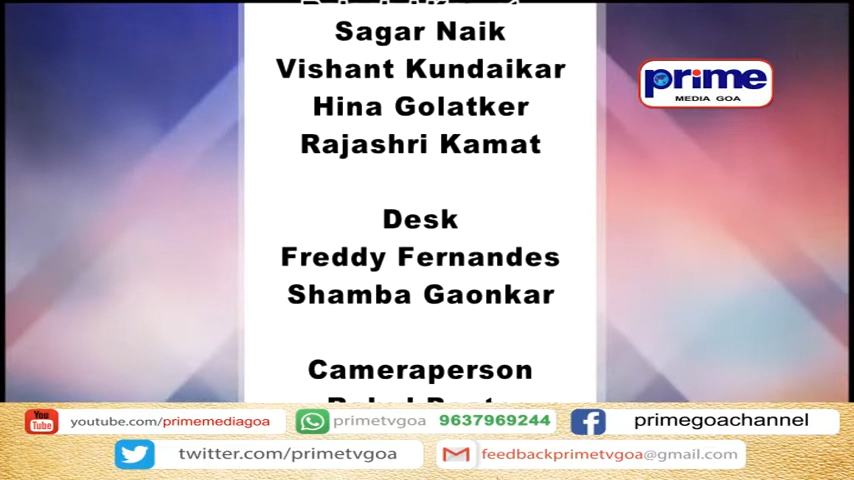 Sagar Naik
Vishant Kundaikar
Hina Golatker
Rajashri Kamat
prime
MEDIA GOA
Desk
Freddy Fernandes
Shamba Gaonkar
Cameraperson
You Tube youtube.com/primemediagoa
primetvgoa 9637969244
f primegoachannel
twitter.com/primetvgoa
feedbackprimetvgoa@gmail.com